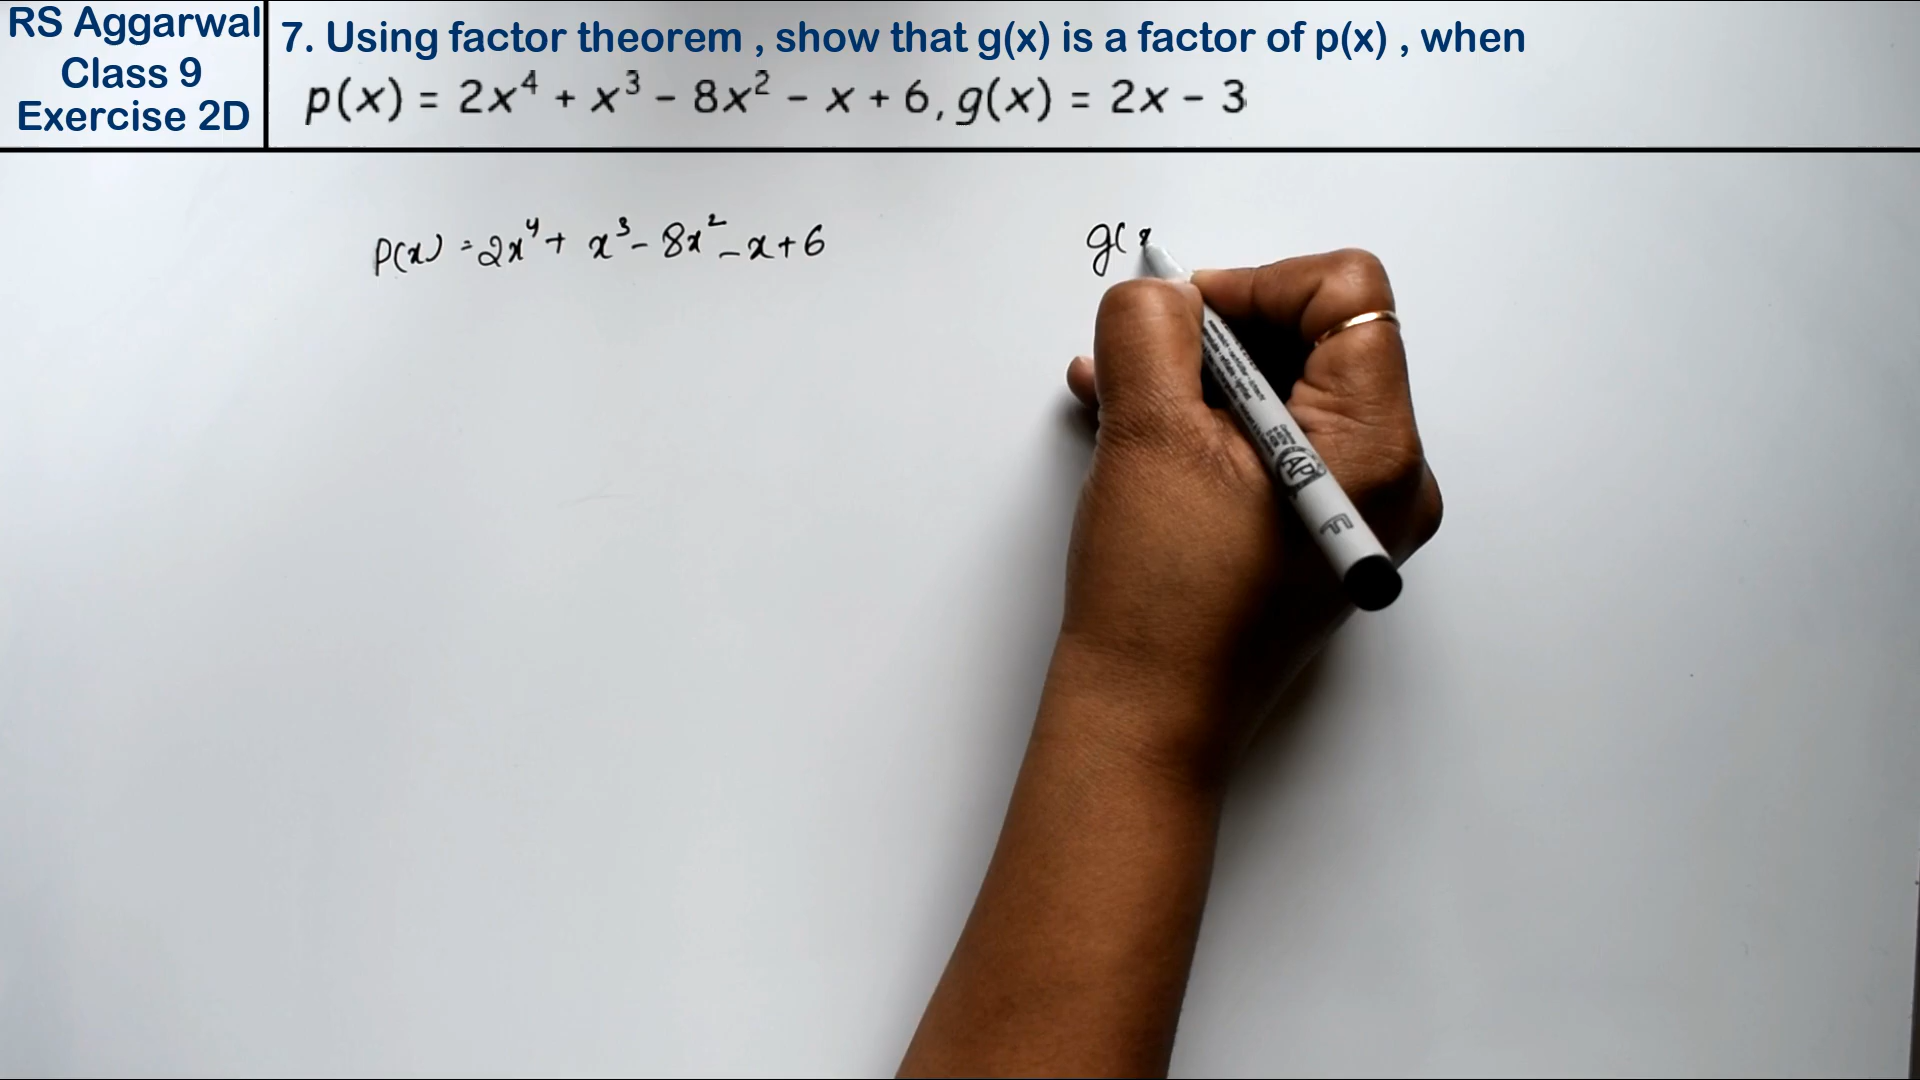 RS Aggarwal
Class 9
Exercise 2D
7. Using factor theorem , show that g(x) is a factor of p(x) , when
p(x) = 2x⁴ + x³ - 8x² - x + 6, g(x) = 2x - 3
P(x) = 2x⁴ + x³ - 8x² - x + 6
g(x
AP
F